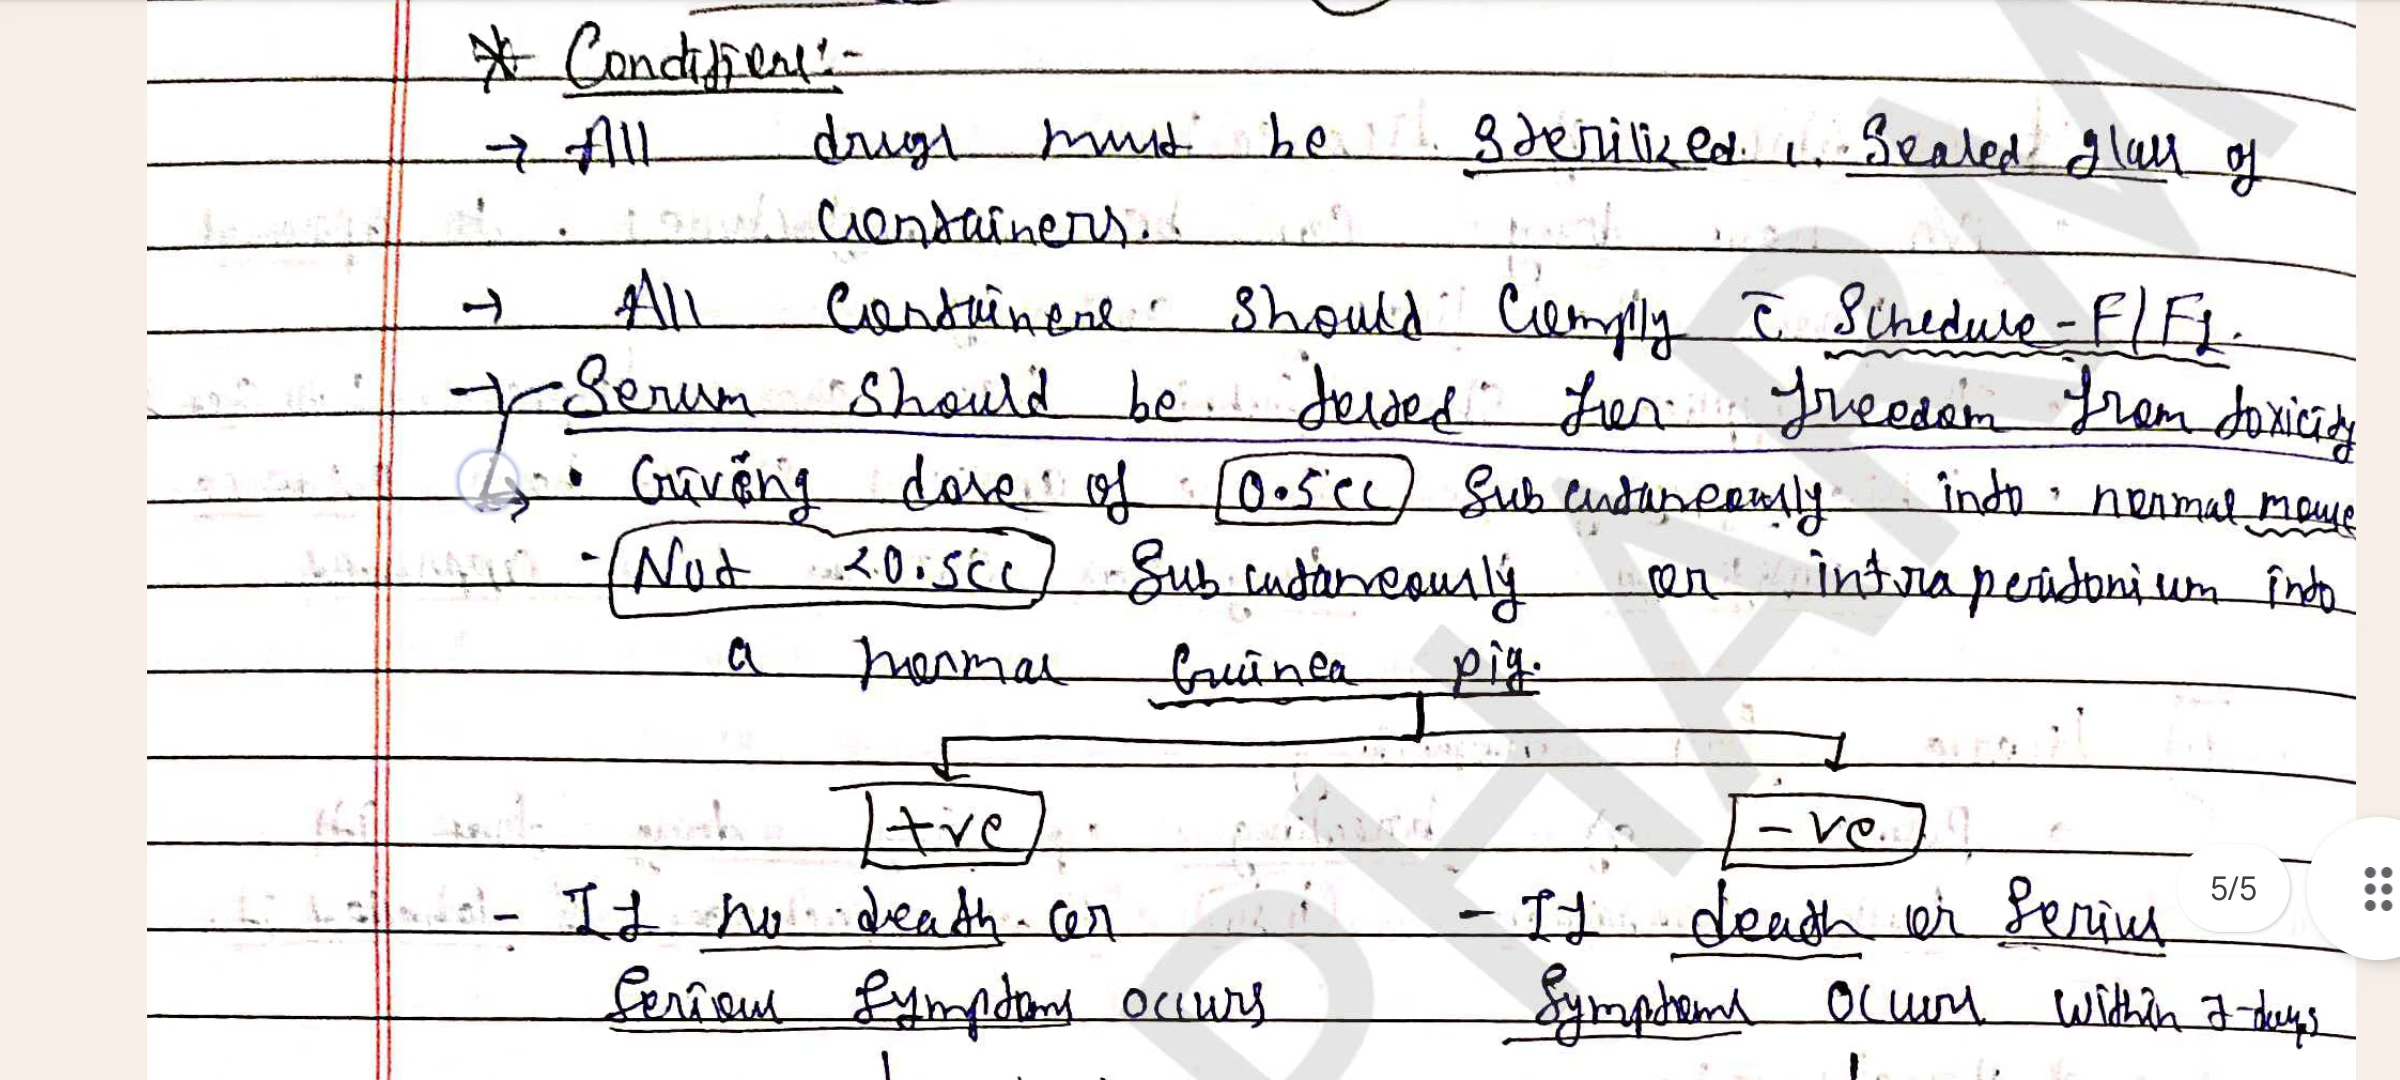 * Conditions:-
→ All drugs must be Sterilized & Sealed glass of
Containers.
→ All Containers should Comply c̄ Schedule-F/F1.
→ Serum should be tested for freedom from toxicity
• Giving dose of 0.5cc Subcutaneously into normal mouse
- Not <0.5cc Subcutaneously or intraperitonium into
a normal Guinea pig.
+ve -ve
- If no death or - If death or Serius
Serious Symptoms occurs Symptoms Occurs within 7-days
5/5
PHARM